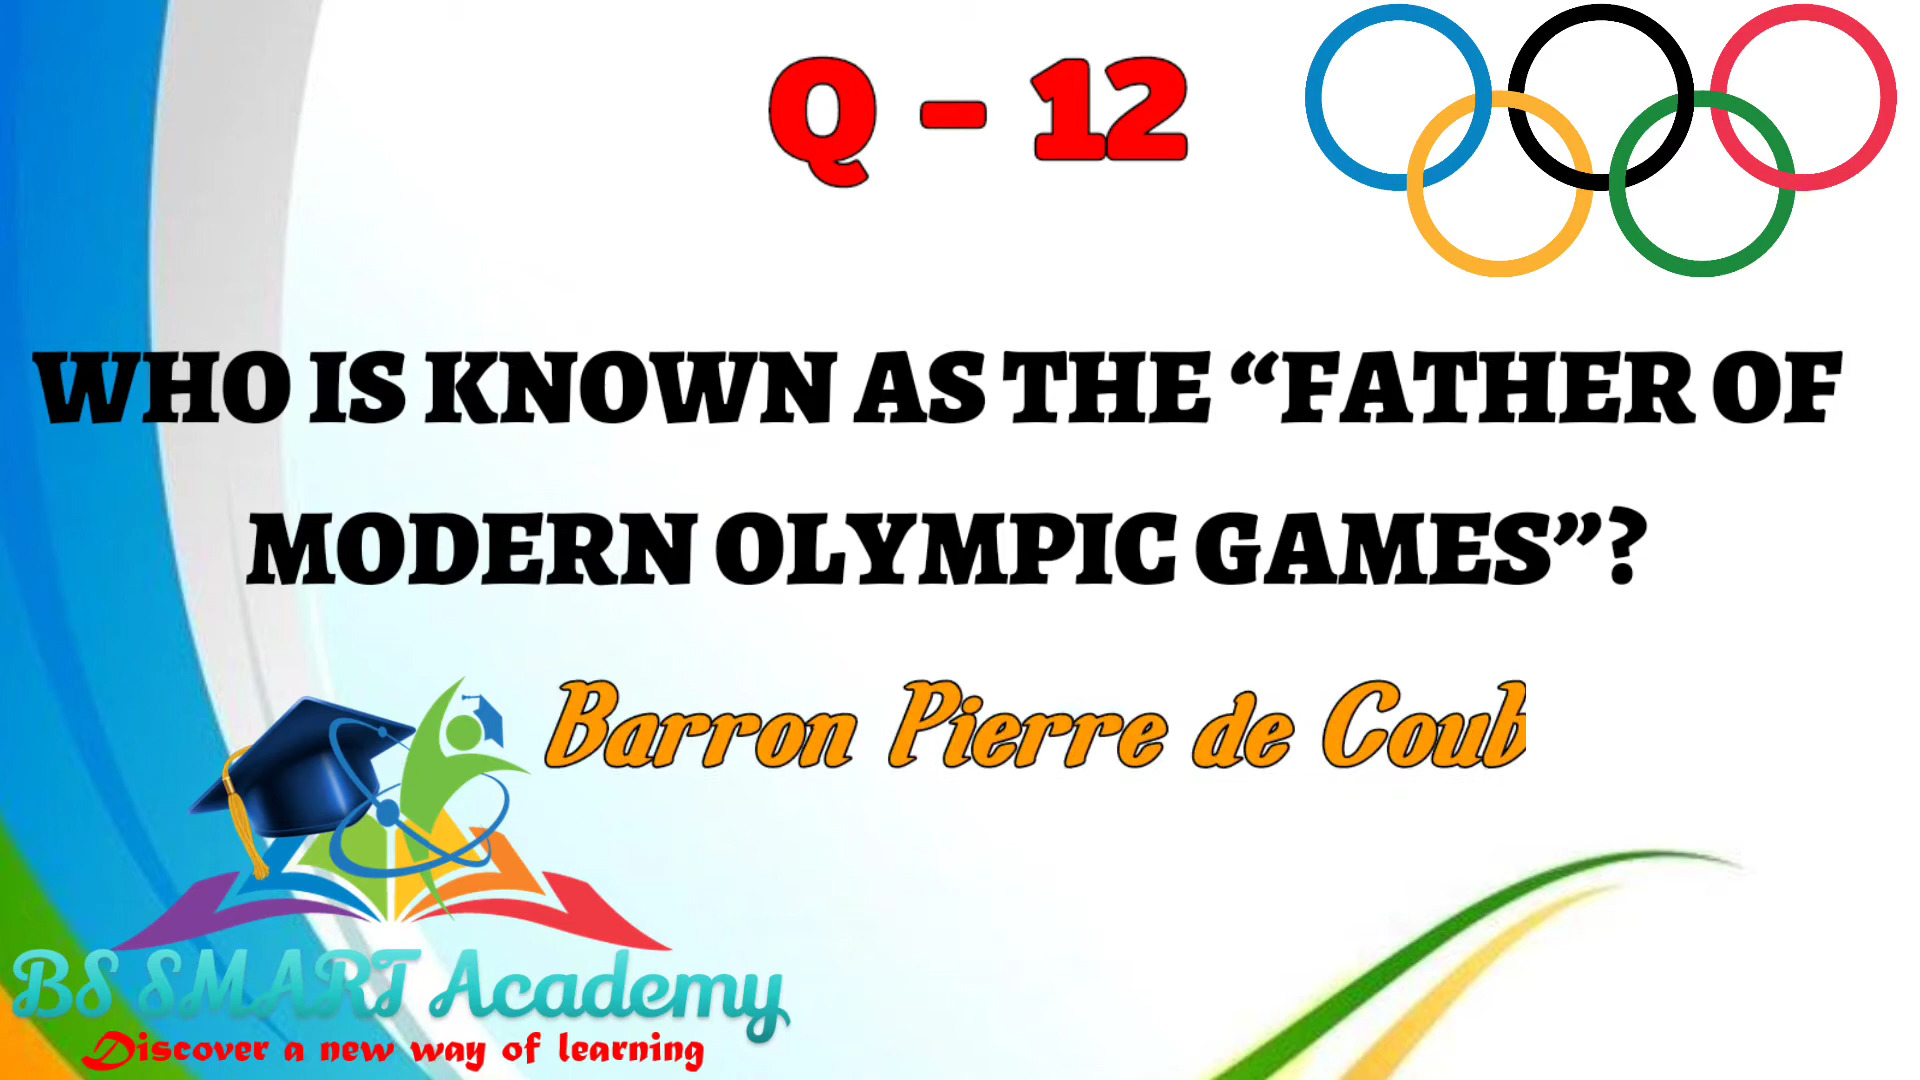 Q - 12
WHO IS KNOWN AS THE “FATHER OF
MODERN OLYMPIC GAMES”?
Barron Pierre de Coub
BS SMART Academy
Discover a new way of learning